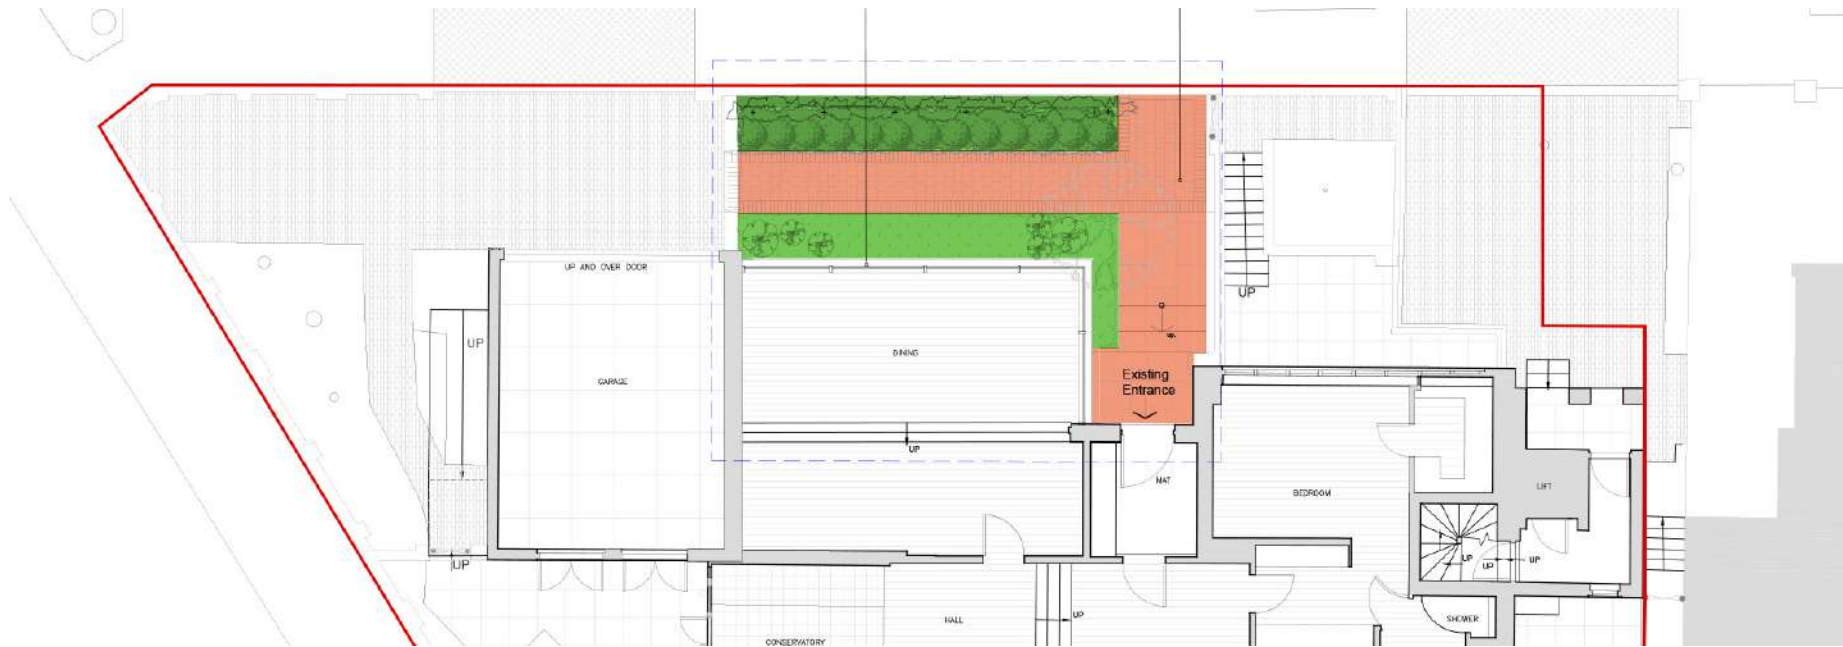 UP AND OVER DOOR
UP
UP
DINING
GARAGE
Existing
Entrance
UP
MAT
BEDROOM
LIFT
UP
UP
UP
UP
HALL
UP
SHOWER
CONSERVATORY